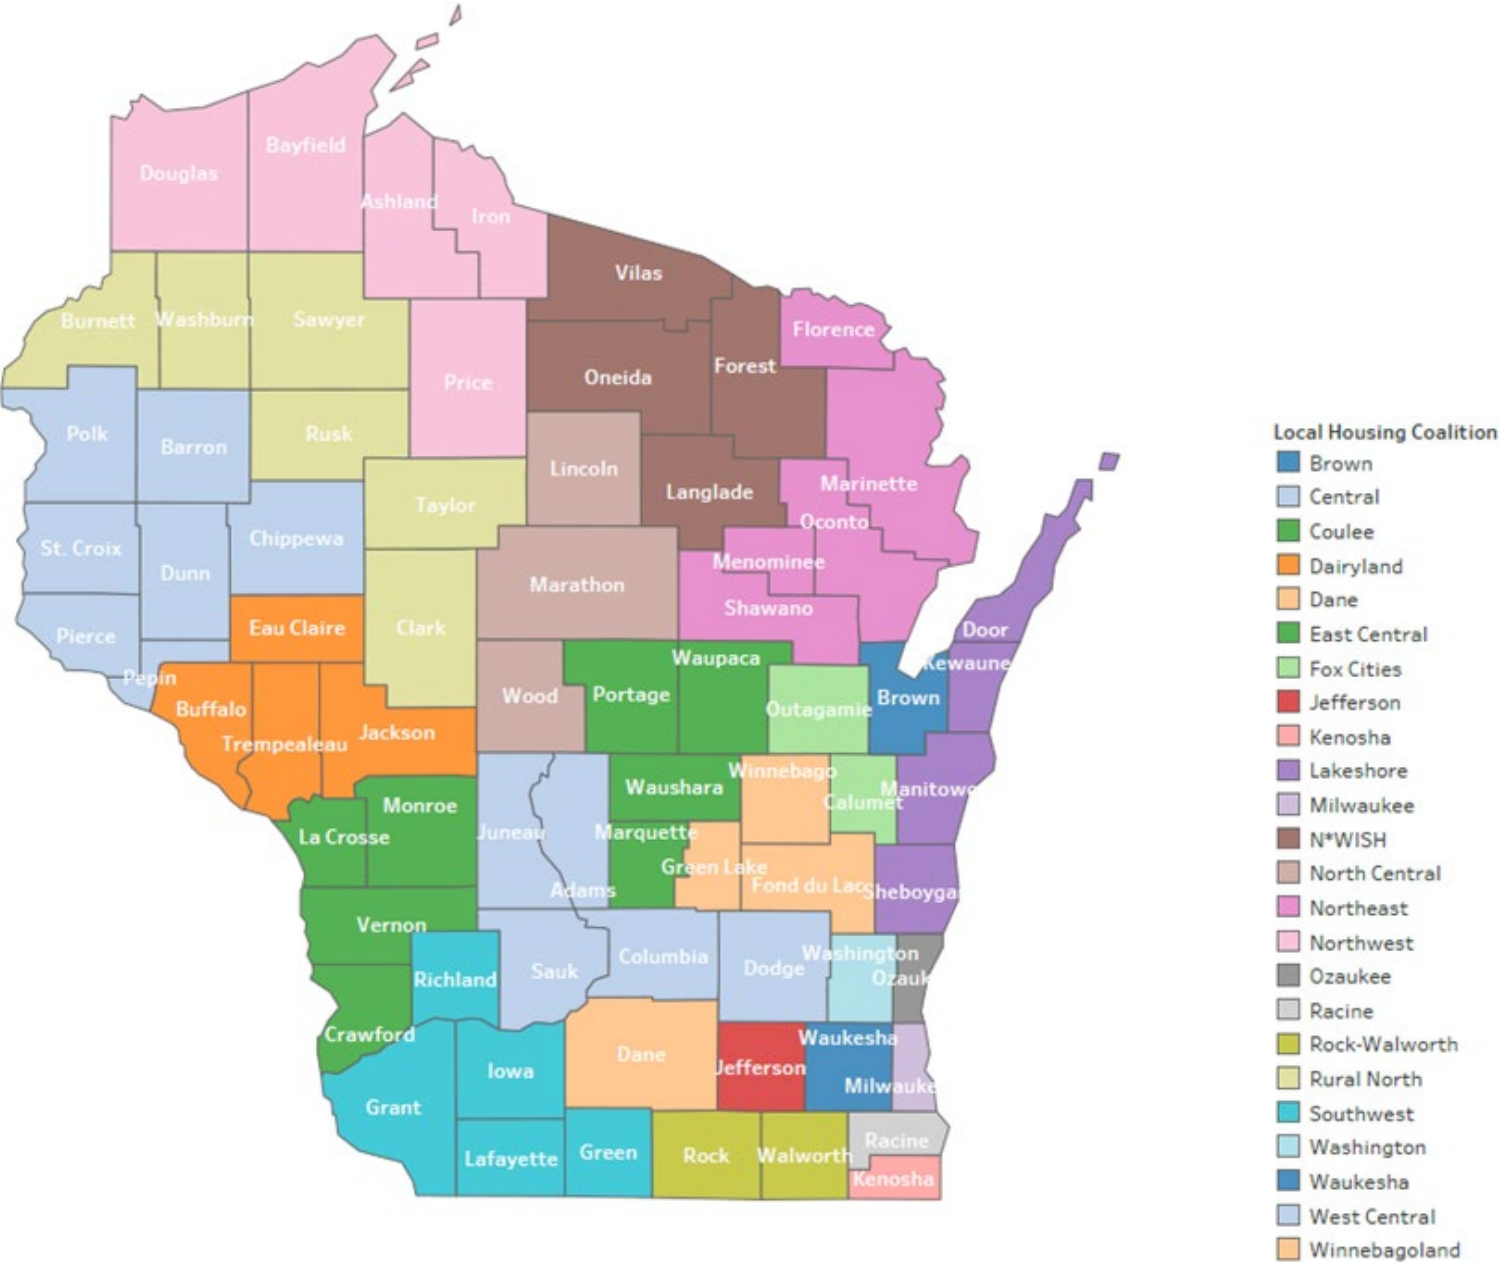 Bayfield
Douglas
Ashland
Iron
Vilas
Burnett
Washburn
Sawyer
Florence
Forest
Oneida
Price
Polk
Barron
Rusk
Lincoln
Marinette
Langlade
Taylor
Oconto
Chippewa
St. Croix
Menominee
Dunn
Marathon
Shawano
Eau Claire
Clark
Door
Pierce
Waupaca
Kewaune
Pepin
Portage
Wood
Brown
Buffalo
Outagamie
Jackson
Trempealeau
Winnebago
Waushara
Manitowo
Calumet
Monroe
Juneau
Marquette
La Crosse
Green Lake
Fond du Lac
Adams
Sheboyga
Vernon
Washington
Columbia
Dodge
Sauk
Richland
Ozauk
Crawford
Waukesha
Dane
Jefferson
Iowa
Milwauke
Grant
Racine
Green
Rock
Walworth
Lafayette
Kenosha
Local Housing Coalition
Brown
Central
Coulee
Dairyland
Dane
East Central
Fox Cities
Jefferson
Kenosha
Lakeshore
Milwaukee
N*WISH
North Central
Northeast
Northwest
Ozaukee
Racine
Rock-Walworth
Rural North
Southwest
Washington
Waukesha
West Central
Winnebagoland